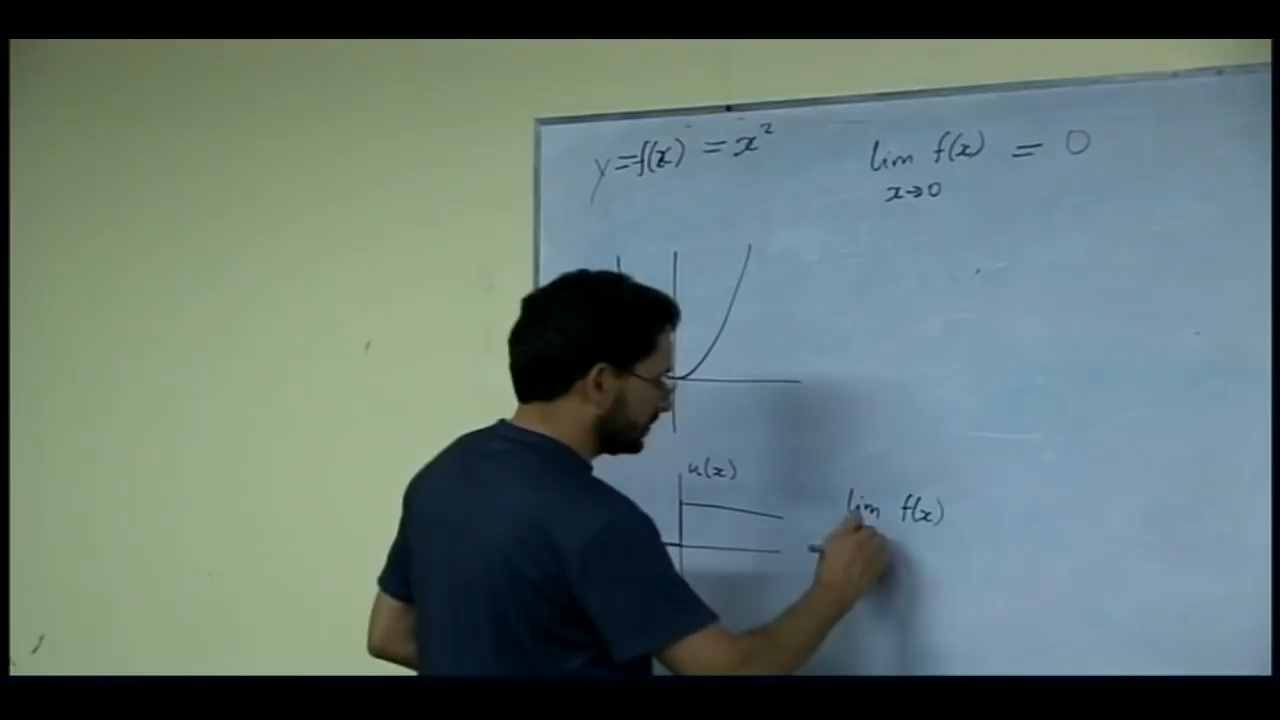 y=f(x) = x²
lim f(x) = 0
x→0
u(x)
lim f(x)